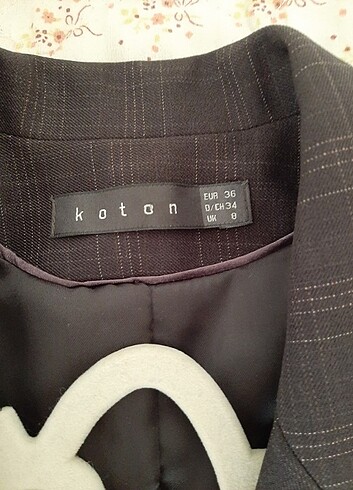 koton
EUR 36
D/CH 34
UK 8